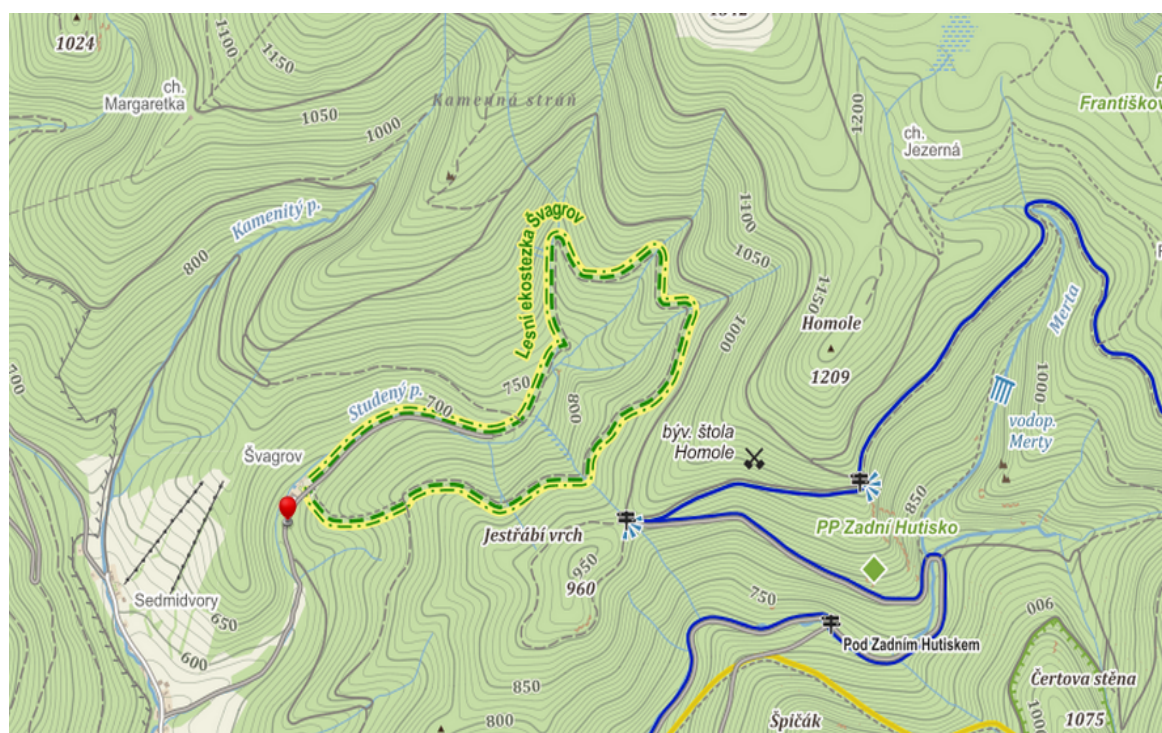 1024
1100
1150
ch.
Margaretka
1050
1000
Kamenná stráň
1200
ch.
Jezerná
Františkov
Kamenitý p.
800
Lesní ekostezka Švagrov
1100
1050
1150
1000
Homole
1209
Merta
1000
vodop.
Merty
700
750
Studený p.
700
800
býv. štola
Homole
Švagrov
850
PP Zadní Hutisko
Jestřábí vrch
950
960
750
900
Sedmidvory
650
600
Pod Zadním Hutiskem
Čertova stěna
1075
1000
850
800
Špičák